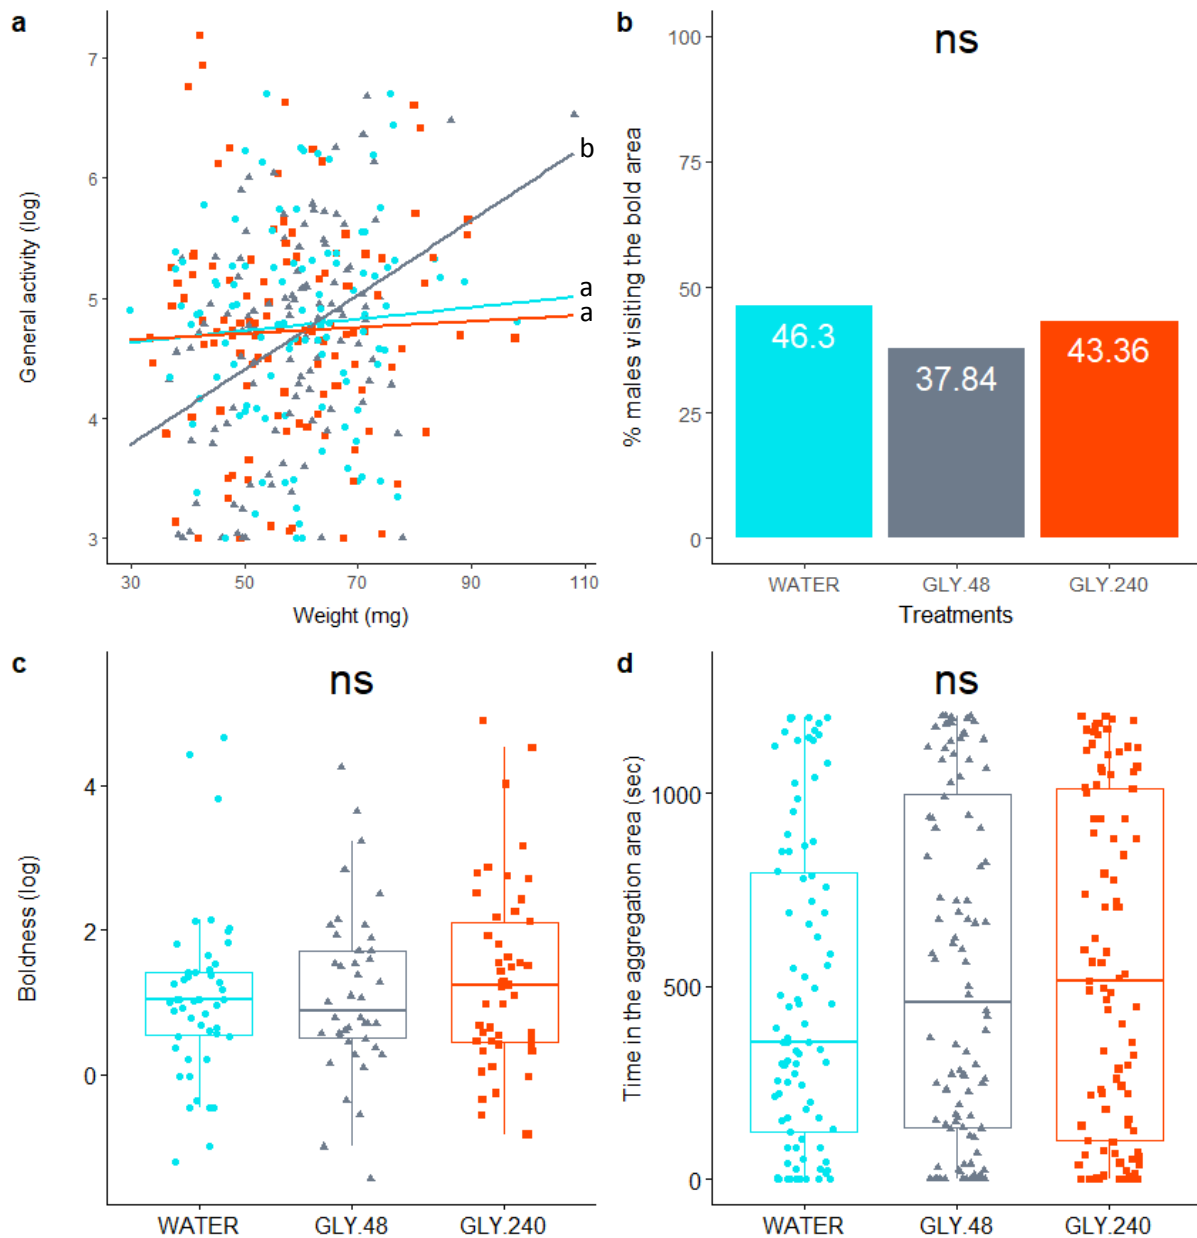 a
General activity (log)
7
6
5
4
3
b
a
a
30 50 70 90 110
Weight (mg)
b
ns
% males visiting the bold area
100
75
50
25
0
46.3
37.84
43.36
WATER GLY.48 GLY.240
Treatments
c
ns
Boldness (log)
4
2
0
WATER GLY.48 GLY.240
d
ns
Time in the aggregation area (sec)
1000
500
0
WATER GLY.48 GLY.240